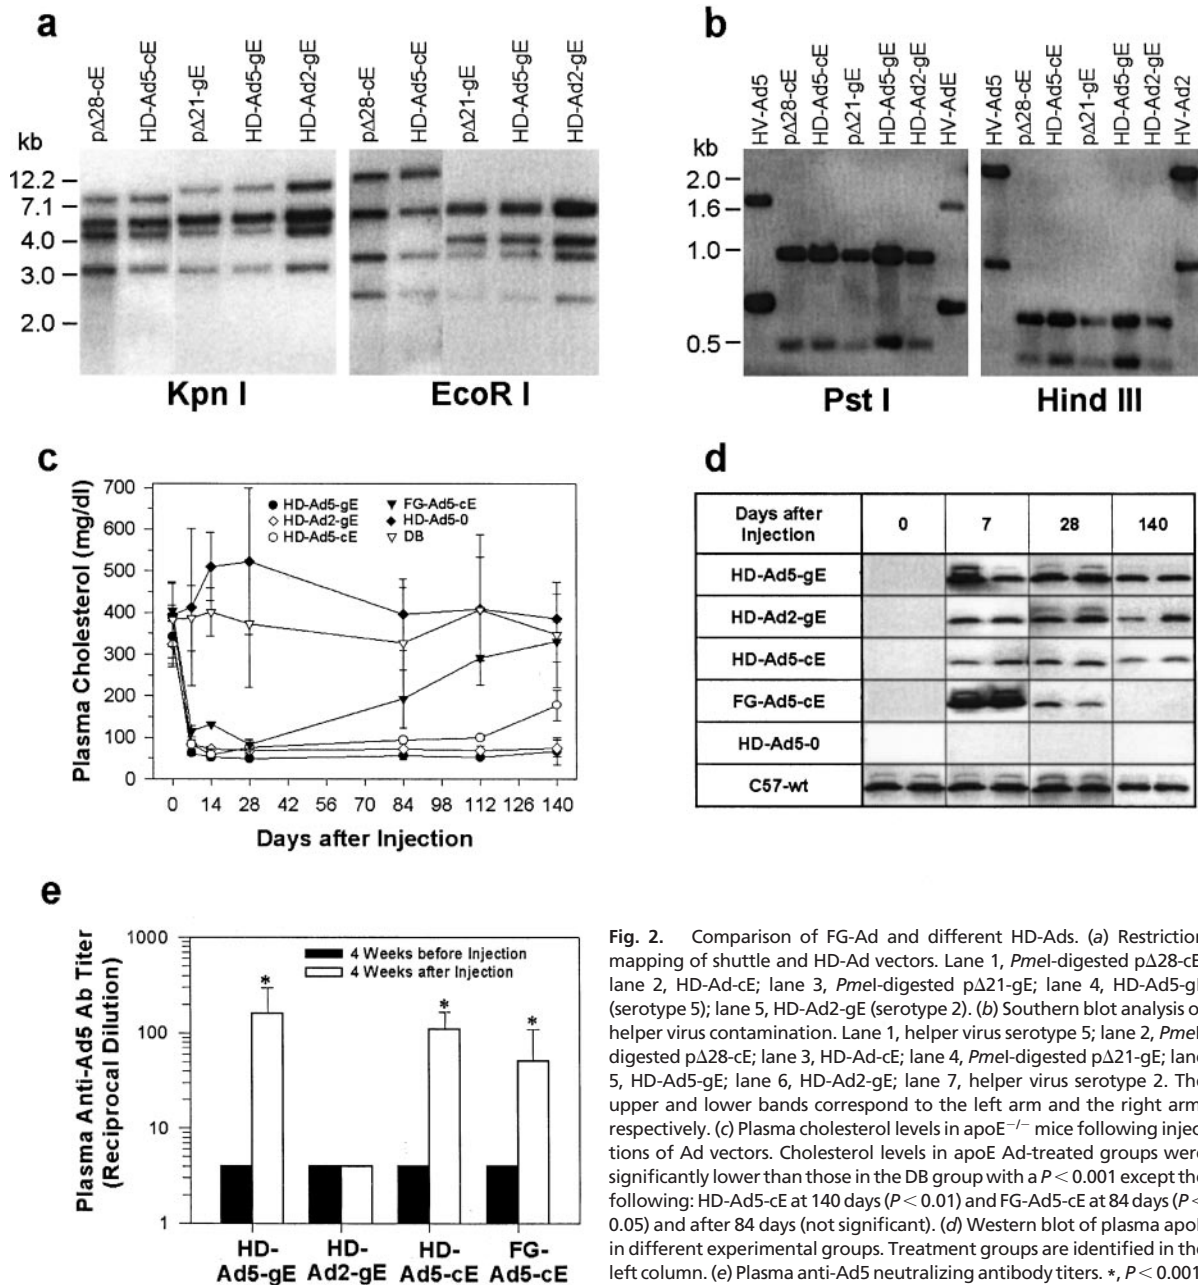 a
pΔ28-cE
HD-Ad5-cE
pΔ21-gE
HD-Ad5-gE
HD-Ad2-gE
pΔ28-cE
HD-Ad5-cE
pΔ21-gE
HD-Ad5-gE
HD-Ad2-gE
kb
12.2
7.1
4.0
3.0
2.0
Kpn I
EcoR I
b
HV-Ad5
pΔ28-cE
HD-Ad5-cE
pΔ21-gE
HD-Ad5-gE
HD-Ad2-gE
HV-AdE
HV-Ad5
pΔ28-cE
HD-Ad5-cE
pΔ21-gE
HD-Ad5-gE
HD-Ad2-gE
HV-Ad2
kb
2.0
1.6
1.0
0.5
Pst I
Hind III
c
Plasma Cholesterol (mg/dl)
700
600
500
400
300
200
100
0
HD-Ad5-gE
HD-Ad2-gE
HD-Ad5-cE
FG-Ad5-cE
HD-Ad5-0
DB
0 14 28 42 56 70 84 98 112 126 140
Days after Injection
d
Days after Injection 0 7 28 140
HD-Ad5-gE
HD-Ad2-gE
HD-Ad5-cE
FG-Ad5-cE
HD-Ad5-0
C57-wt
e
Plasma Anti-Ad5 Ab Titer
(Reciprocal Dilution)
1000
100
10
1
4 Weeks before Injection
4 Weeks after Injection
*
*
*
HD-Ad5-gE
HD-Ad2-gE
HD-Ad5-cE
FG-Ad5-cE
Fig. 2. Comparison of FG-Ad and different HD-Ads. (a) Restriction
mapping of shuttle and HD-Ad vectors. Lane 1, PmeI-digested pΔ28-cE
lane 2, HD-Ad-cE; lane 3, PmeI-digested pΔ21-gE; lane 4, HD-Ad5-gE
(serotype 5); lane 5, HD-Ad2-gE (serotype 2). (b) Southern blot analysis o
helper virus contamination. Lane 1, helper virus serotype 5; lane 2, PmeI
digested pΔ28-cE; lane 3, HD-Ad-cE; lane 4, PmeI-digested pΔ21-gE; lane
5, HD-Ad5-gE; lane 6, HD-Ad2-gE; lane 7, helper virus serotype 2. The
upper and lower bands correspond to the left arm and the right arm
respectively. (c) Plasma cholesterol levels in apoE−/− mice following injec
tions of Ad vectors. Cholesterol levels in apoE Ad-treated groups were
significantly lower than those in the DB group with a P < 0.001 except the
following: HD-Ad5-cE at 140 days (P < 0.01) and FG-Ad5-cE at 84 days (P <
0.05) and after 84 days (not significant). (d) Western blot of plasma apoE
in different experimental groups. Treatment groups are identified in the
left column. (e) Plasma anti-Ad5 neutralizing antibody titers. *, P < 0.001